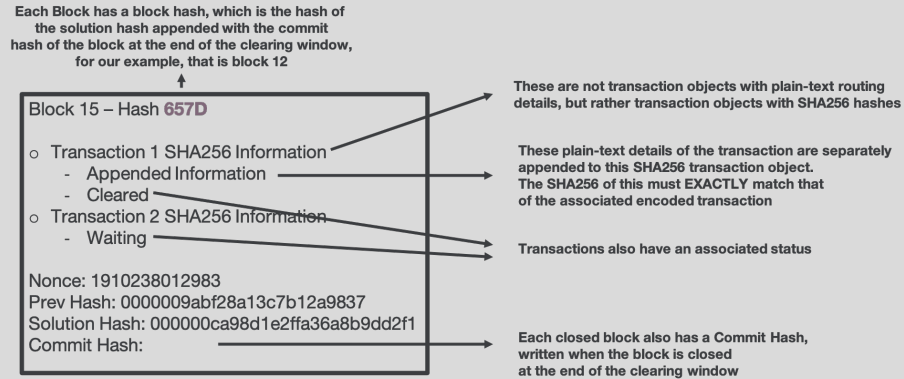 Each Block has a block hash, which is the hash of
the solution hash appended with the commit
hash of the block at the end of the clearing window,
for our example, that is block 12
Block 15 – Hash 657D
○ Transaction 1 SHA256 Information
- Appended Information
- Cleared
○ Transaction 2 SHA256 Information
- Waiting
Nonce: 1910238012983
Prev Hash: 0000009abf28a13c7b12a9837
Solution Hash: 000000ca98d1e2ffa36a8b9dd2f1
Commit Hash:
These are not transaction objects with plain-text routing
details, but rather transaction objects with SHA256 hashes
These plain-text details of the transaction are separately
appended to this SHA256 transaction object.
The SHA256 of this must EXACTLY match that
of the associated encoded transaction
Transactions also have an associated status
Each closed block also has a Commit Hash,
written when the block is closed
at the end of the clearing window